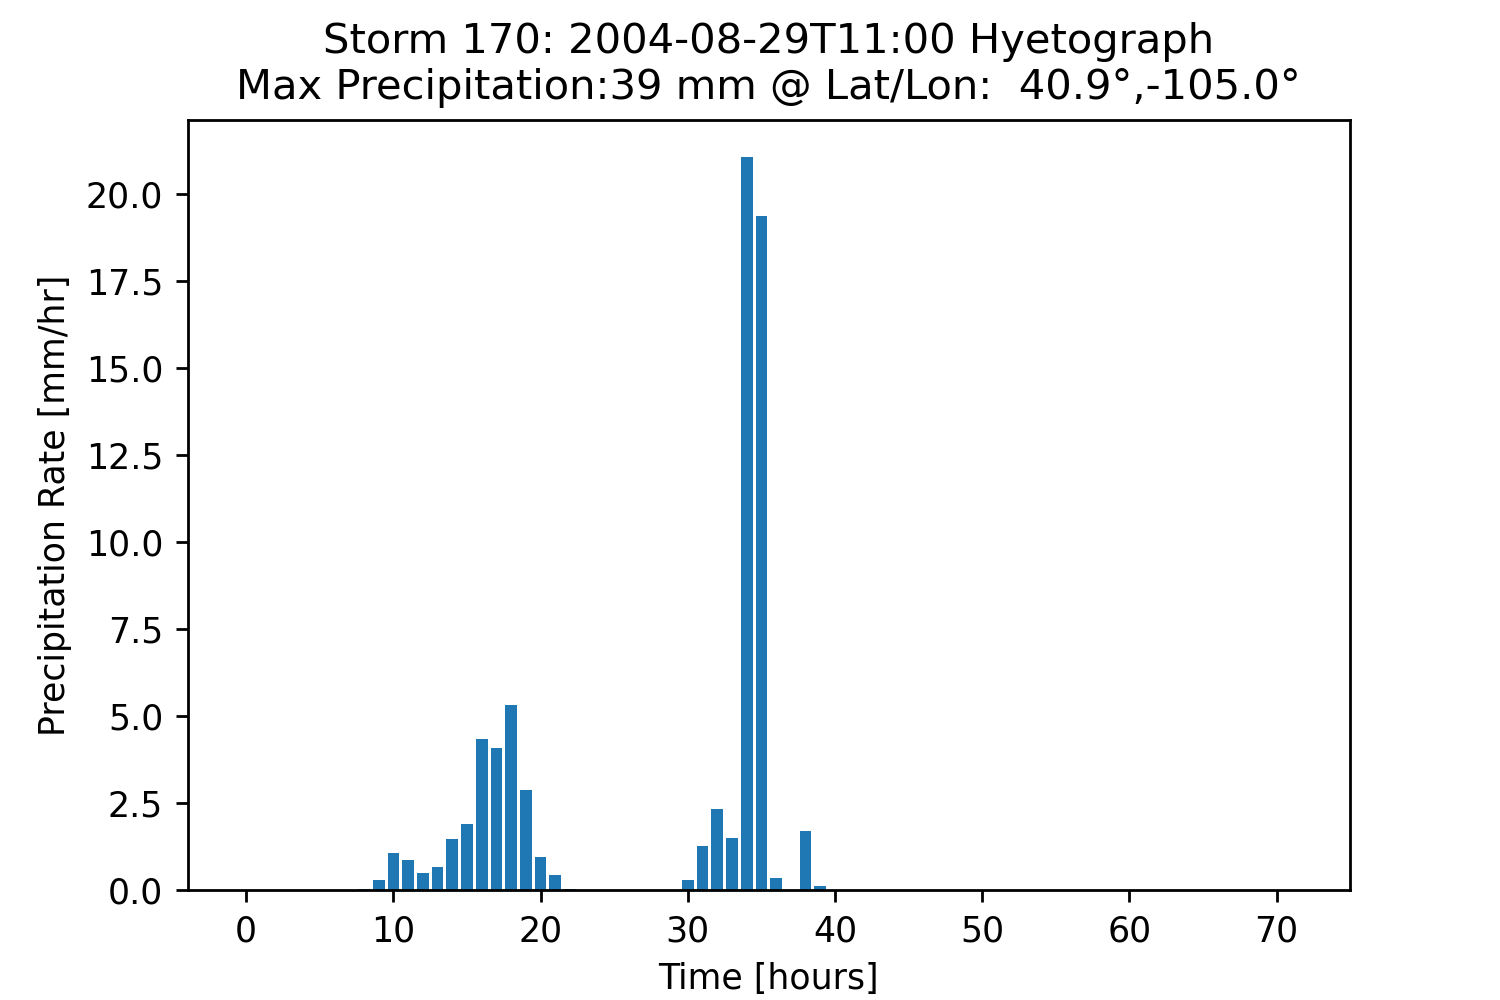 Storm 170: 2004-08-29T11:00 Hyetograph
Max Precipitation:39 mm @ Lat/Lon:  40.9°,-105.0°
Precipitation Rate [mm/hr]
20.0
17.5
15.0
12.5
10.0
7.5
5.0
2.5
0.0
0 10 20 30 40 50 60 70
Time [hours]